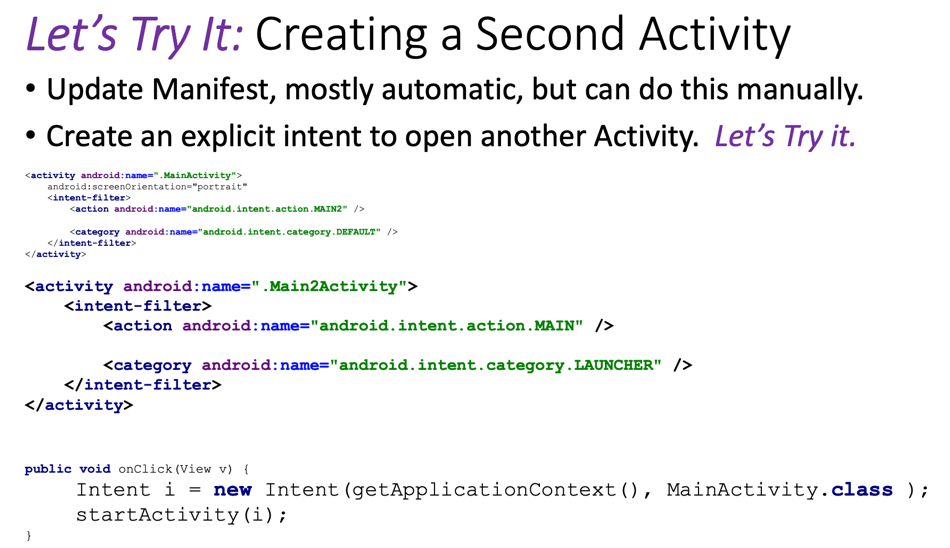 Let's Try It: Creating a Second Activity
• Update Manifest, mostly automatic, but can do this manually.
• Create an explicit intent to open another Activity. Let's Try it.
<activity android:name=".MainActivity">
    android:screenOrientation="portrait"
    <intent-filter>
        <action android:name="android.intent.action.MAIN2" />
        <category android:name="android.intent.category.DEFAULT" />
    </intent-filter>
</activity>
<activity android:name=".Main2Activity">
    <intent-filter>
        <action android:name="android.intent.action.MAIN" />
        <category android:name="android.intent.category.LAUNCHER" />
    </intent-filter>
</activity>
public void onClick(View v) {
    Intent i = new Intent(getApplicationContext(), MainActivity.class );
    startActivity(i);
}